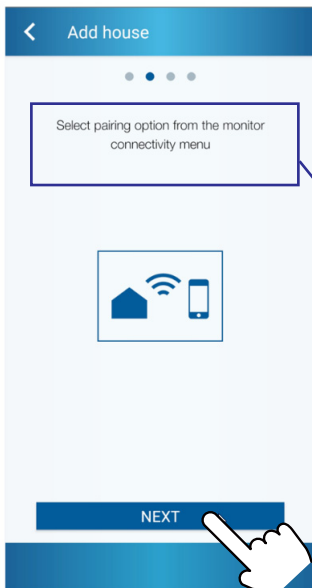 Add house
Select pairing option from the monitor
connectivity menu
NEXT